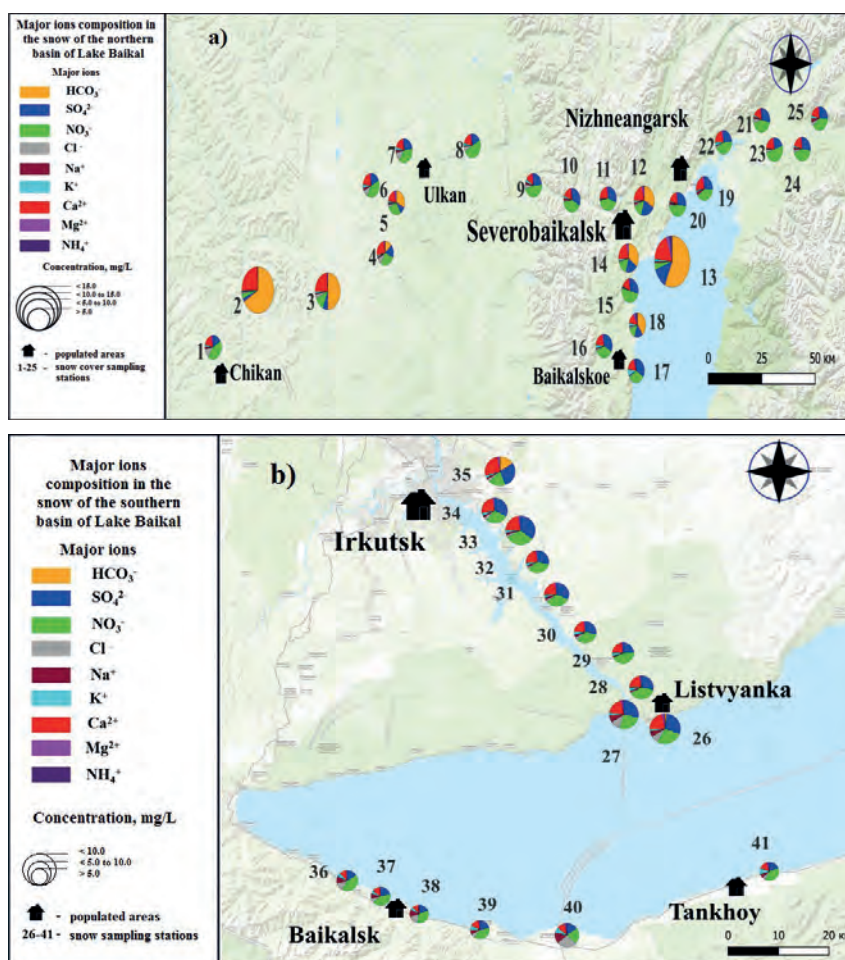 Major ions composition in
the snow of the northern
basin of Lake Baikal
Major ions
HCO₃⁻
SO₄²⁻
NO₃⁻
Cl⁻
Na⁺
K⁺
Ca²⁺
Mg²⁺
NH₄⁺
Concentration, mg/L
< 15.0
< 10.0 to 15.0
< 5.0 to 10.0
> 5.0
- populated areas
1-25 - snow cover sampling
stations
a)
Nizhneangarsk
21
25
22
23
24
7
8
Ulkan
6
5
9
10
11
12
19
20
Severobaikalsk
4
14
13
2
3
15
18
1
16
Chikan
Baikalskoe
17
0 25 50 КМ
Major ions
composition in the
snow of the southern
basin of Lake Baikal
Major ions
HCO₃⁻
SO₄²
NO₃⁻
Cl⁻
Na⁺
K⁺
Ca²⁺
Mg²⁺
NH₄⁺
Concentration, mg/L
< 10.0
< 5.0 to 10.0
> 5.0
- populated areas
26-41 - snow sampling stations
b)
35
34
Irkutsk
33
32
31
30
29
28
Listvyanka
27
26
36
37
38
39
40
41
Baikalsk
Tankhoy
0 10 20